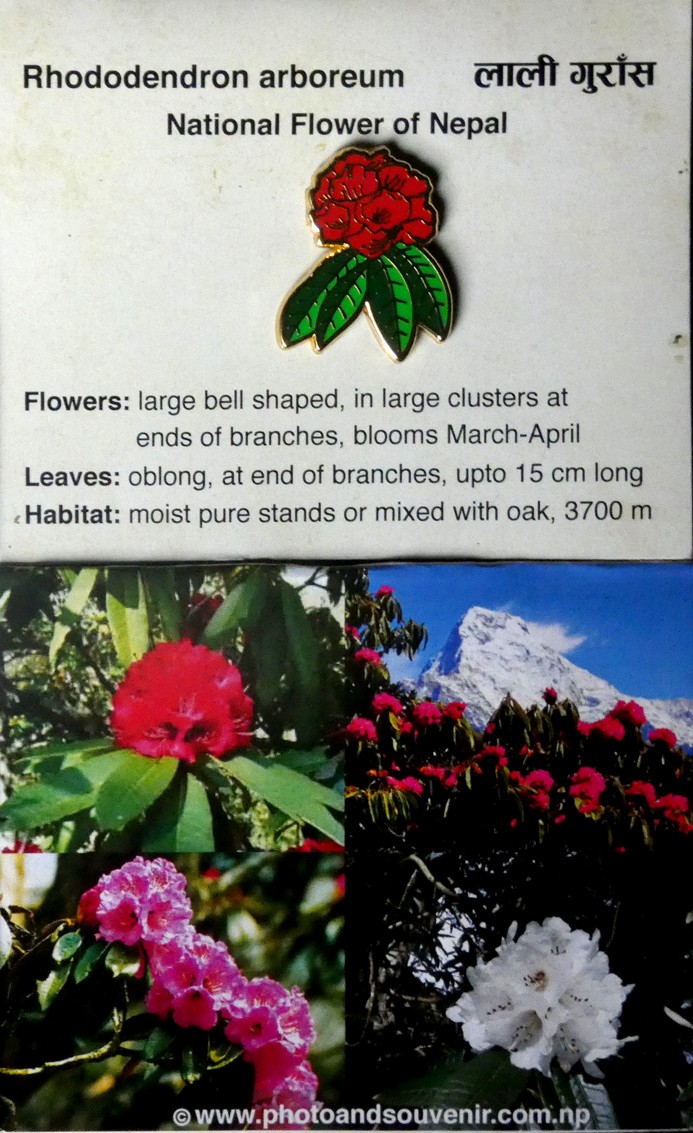 Rhododendron arboreum लाली गुराँस
National Flower of Nepal
Flowers: large bell shaped, in large clusters at
ends of branches, blooms March-April
Leaves: oblong, at end of branches, upto 15 cm long
Habitat: moist pure stands or mixed with oak, 3700 m
© www.photoandsouvenir.com.np